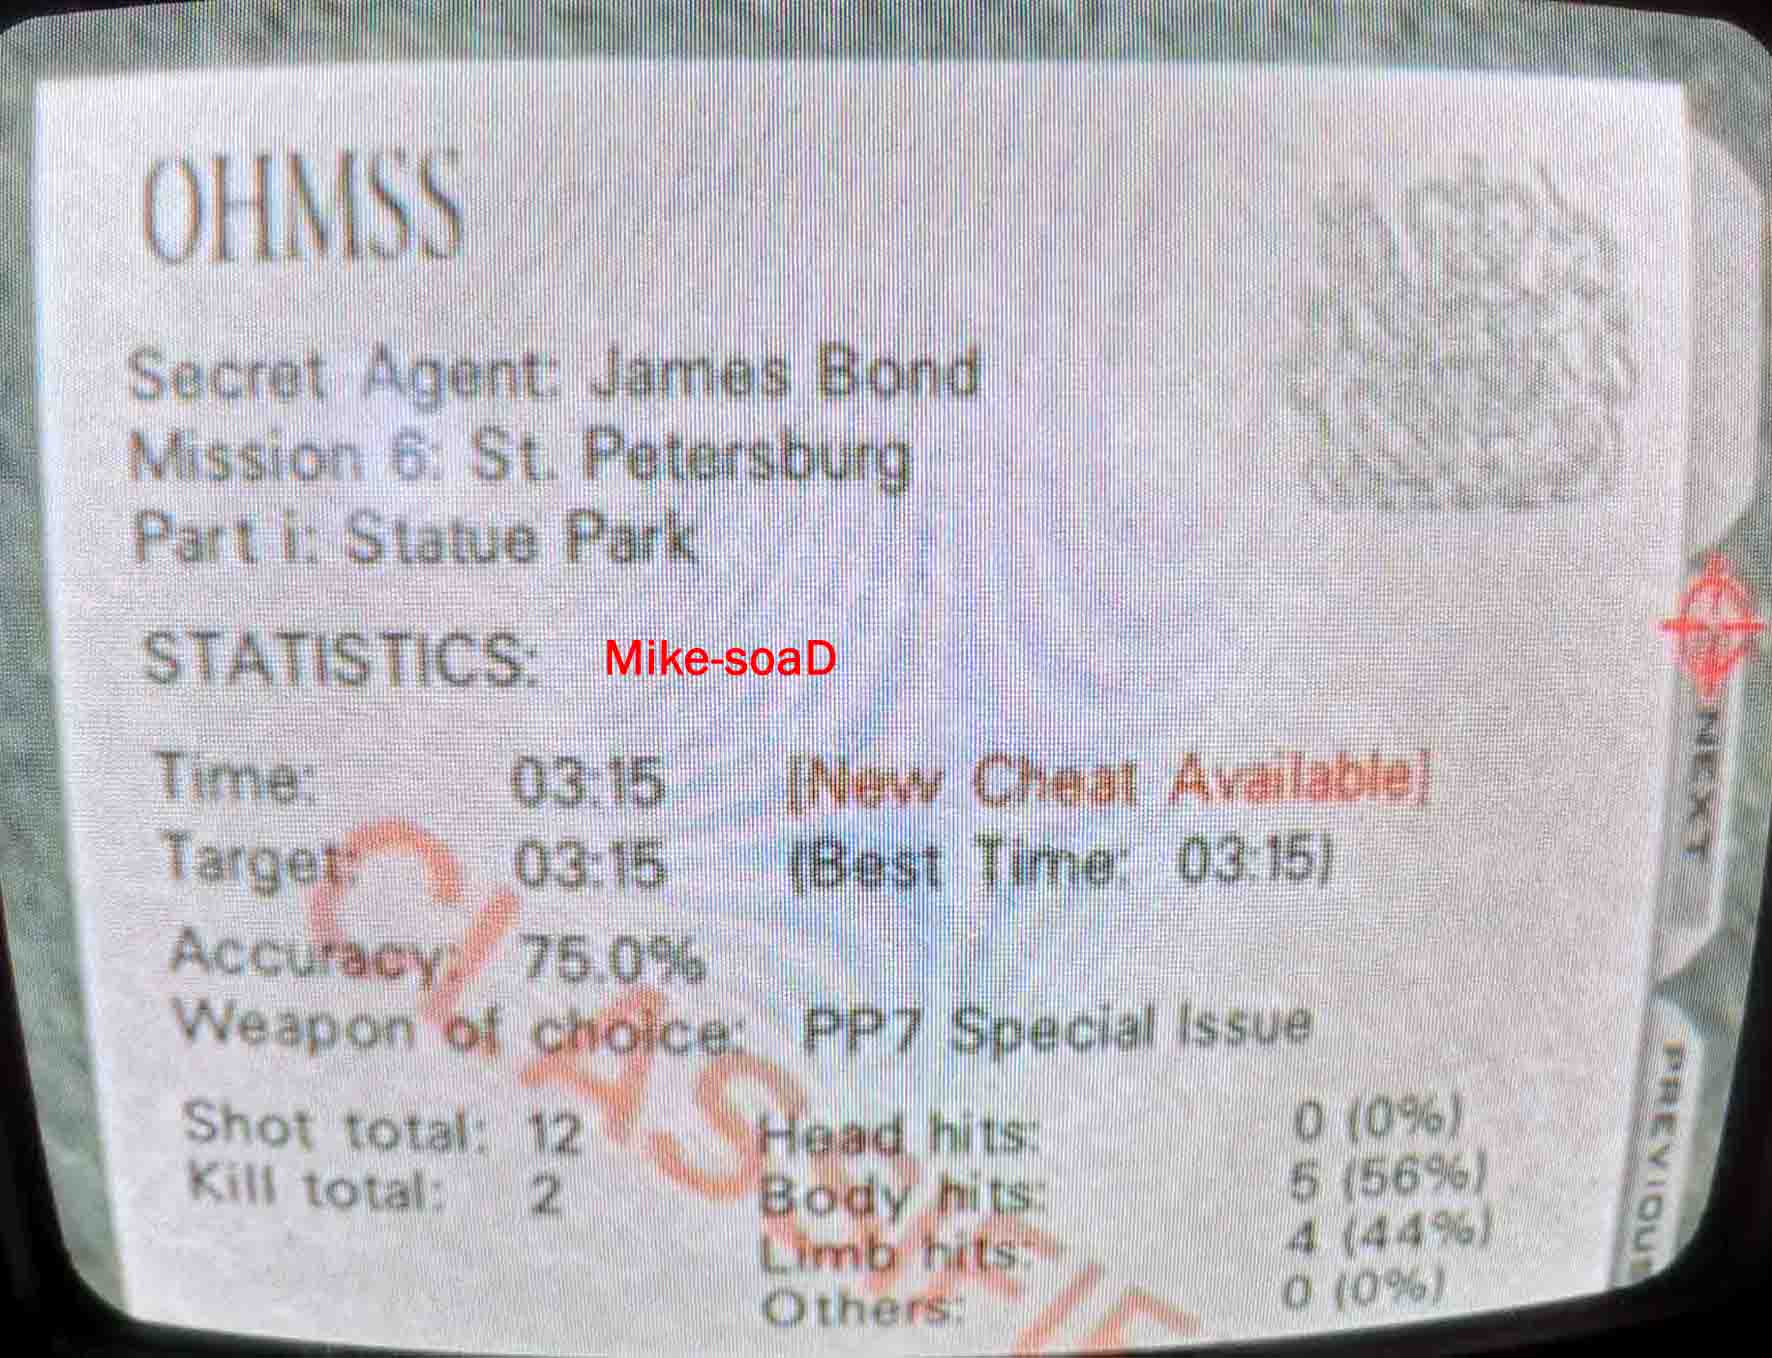 OHMSS
Secret Agent: James Bond
Mission 6: St. Petersburg
Part i: Statue Park
STATISTICS: Mike-soaD
Time: 03:15 [New Cheat Available]
Target: 03:15 (Best Time: 03:15)
Accuracy: 75.0%
Weapon of choice: PP7 Special Issue
Shot total: 12 Head hits: 0 (0%)
Kill total: 2 Body hits: 5 (56%)
Limb hits: 4 (44%)
Others: 0 (0%)
CLASSIFIE
NEXT
PREVIOUS